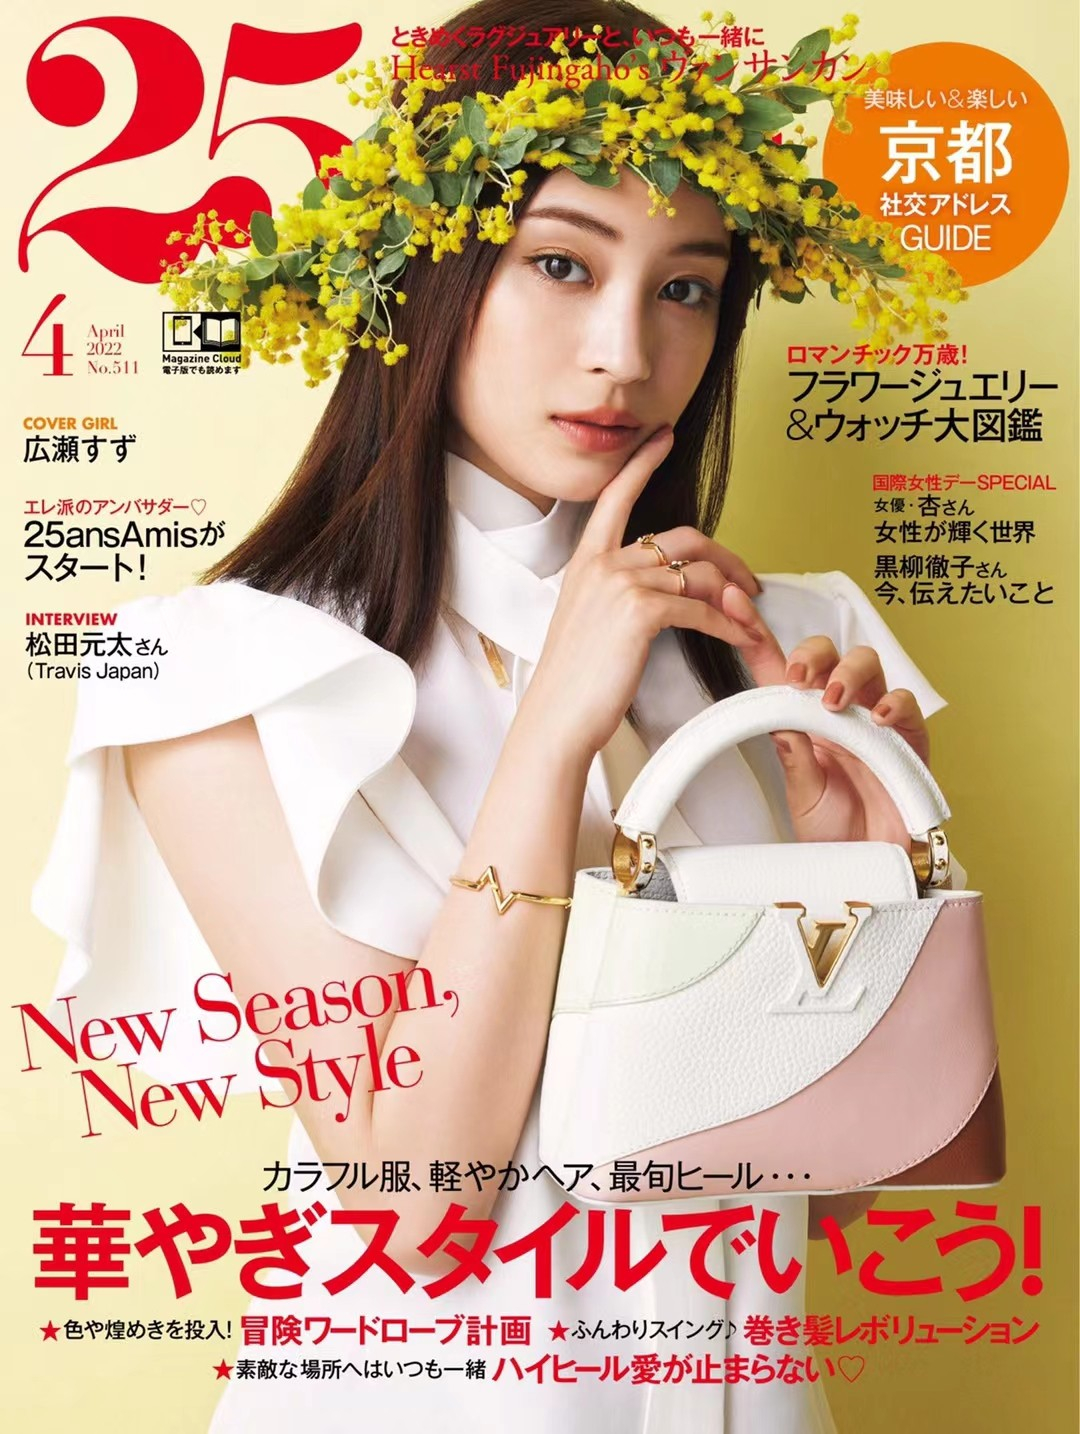 25
ときめくラグジュアリーと、いつも一緒に
Hearst Fujingaho's ヴァンサンカン
美味しい&楽しい
京都
社交アドレス
GUIDE
4
April
2022
No.511
Magazine Cloud
電子版でも読めます
COVER GIRL
広瀬すず
エレ派のアンバサダー♡
25ansAmisが
スタート!
INTERVIEW
松田元太さん
(Travis Japan)
ロマンチック万歳!
フラワージュエリー
&ウォッチ大図鑑
国際女性デーSPECIAL
女優・杏さん
女性が輝く世界
黒柳徹子さん
今、伝えたいこと
LV
New Season,
New Style
カラフル服、軽やかヘア、最旬ヒール・・・
華やぎスタイルでいこう!
★色や煌めきを投入!冒険ワードローブ計画 ★ふんわりスイング♪巻き髪レボリューション
★素敵な場所へはいつも一緒 ハイヒール愛が止まらない♡